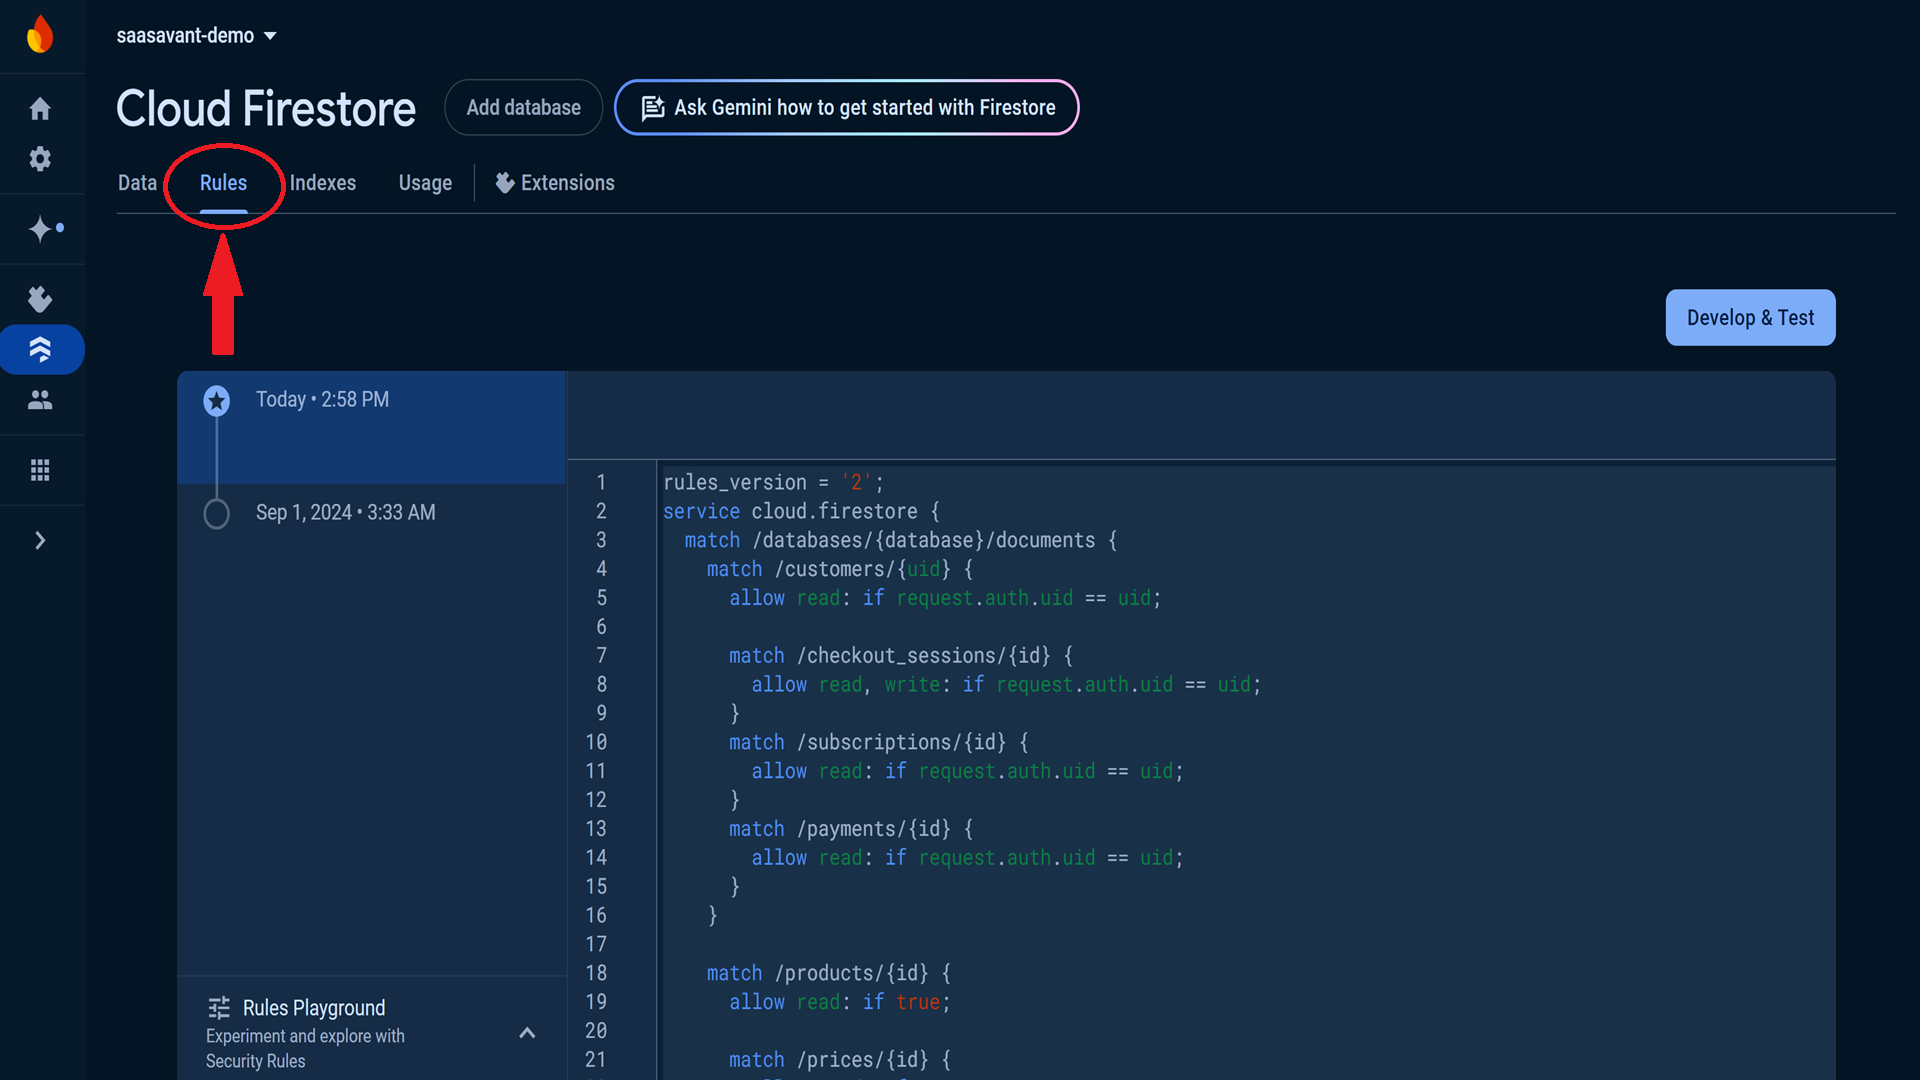 saasavant-demo
Cloud Firestore
Add database
Ask Gemini how to get started with Firestore
Data
Rules
Indexes
Usage
Extensions
Develop & Test
Today • 2:58 PM
Sep 1, 2024 • 3:33 AM
1 rules_version = '2';
2 service cloud.firestore {
3   match /databases/{database}/documents {
4     match /customers/{uid} {
5       allow read: if request.auth.uid == uid;
6
7       match /checkout_sessions/{id} {
8         allow read, write: if request.auth.uid == uid;
9       }
10       match /subscriptions/{id} {
11         allow read: if request.auth.uid == uid;
12       }
13       match /payments/{id} {
14         allow read: if request.auth.uid == uid;
15       }
16     }
17
18     match /products/{id} {
19       allow read: if true;
20
21       match /prices/{id} {
Rules Playground
Experiment and explore with
Security Rules